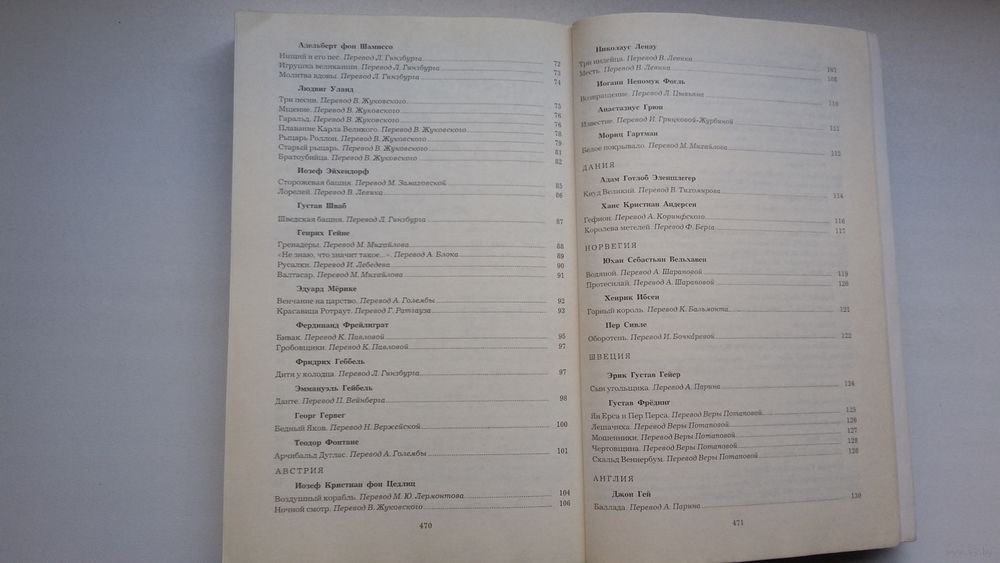 Адельберт фон Шамиссо
Нищий и его пес. Перевод Л. Гинзбурга 72
Игрушка великанши. Перевод Л. Гинзбурга 73
Молитва вдовы. Перевод Л. Гинзбурга 74
Людвиг Уланд
Три песни. Перевод В. Жуковского 75
Мщение. Перевод В. Жуковского 76
Гаральд. Перевод В. Жуковского 76
Плавание Карла Великого. Перевод В. Жуковского 78
Рыцарь Роллон. Перевод В. Жуковского 79
Старый рыцарь. Перевод В. Жуковского 81
Братоубийца. Перевод В. Жуковского 82
Иозеф Эйхендорф
Сторожевая башня. Перевод М. Замаховской 85
Лорелей. Перевод В. Левика 86
Густав Шваб
Шведская башня. Перевод Л. Гинзбурга 87
Генрих Гейне
Гренадеры. Перевод М. Михайлова 88
«Не знаю, что значит такое...». Перевод А. Блока 89
Русалки. Перевод И. Лебедева 90
Валтасар. Перевод М. Михайлова 91
Эдуард Мёрике
Венчание на царство. Перевод А. Голембы 92
Красавица Ротраут. Перевод Г. Ратгауза 93
Фердинанд Фрейлиграт
Бивак. Перевод К. Павловой 95
Гробовщики. Перевод К. Павловой 97
Фридрих Геббель
Дитя у колодца. Перевод Л. Гинзбурга 97
Эммануэль Гейбель
Данте. Перевод П. Вейнберга 98
Георг Гервег
Бедный Яков. Перевод Н. Вержейской 100
Теодор Фонтане
Арчибальд Дуглас. Перевод А. Голембы 101
АВСТРИЯ
Иозеф Кристиан фон Цедлиц
Воздушный корабль. Перевод М. Ю. Лермонтова 104
Ночной смотр. Перевод В. Жуковского 106
470
Николаус Ленау
Три индейца. Перевод В. Левика 107
Месть. Перевод В. Левика 108
Иоганн Непомук Фогль
Возвращение. Перевод Л. Цывьяна 110
Анастазиус Грюн
Известие. Перевод И. Грицковой-Журбиной 111
Мориц Гартман
Белое покрывало. Перевод М. Михайлова 112
ДАНИЯ
Адам Готлоб Эленшлегер
Кнуд Великий. Перевод В. Тихомирова 114
Ханс Кристиан Андерсен
Гефион. Перевод А. Коринфского 116
Королева метелей. Перевод Ф. Берга 117
НОРВЕГИЯ
Юхан Себастьян Вельхавен
Водяной. Перевод А. Шараповой 119
Протесилай. Перевод А. Шараповой 120
Хенрик Ибсен
Горный король. Перевод К. Бальмонта 121
Пер Сивле
Оборотень. Перевод И. Бочкаревой 122
ШВЕЦИЯ
Эрик Густав Гейер
Сын угольщика. Перевод А. Парина 124
Густав Фрёдинг
Ян Ерса и Пер Перса. Перевод Веры Потаповой 125
Лешачиха. Перевод Веры Потаповой 126
Мошенники. Перевод Веры Потаповой 127
Чертовщина. Перевод Веры Потаповой 128
Скальд Веннербум. Перевод Веры Потаповой 128
АНГЛИЯ
Джон Гей
Баллада. Перевод А. Парина 130
471